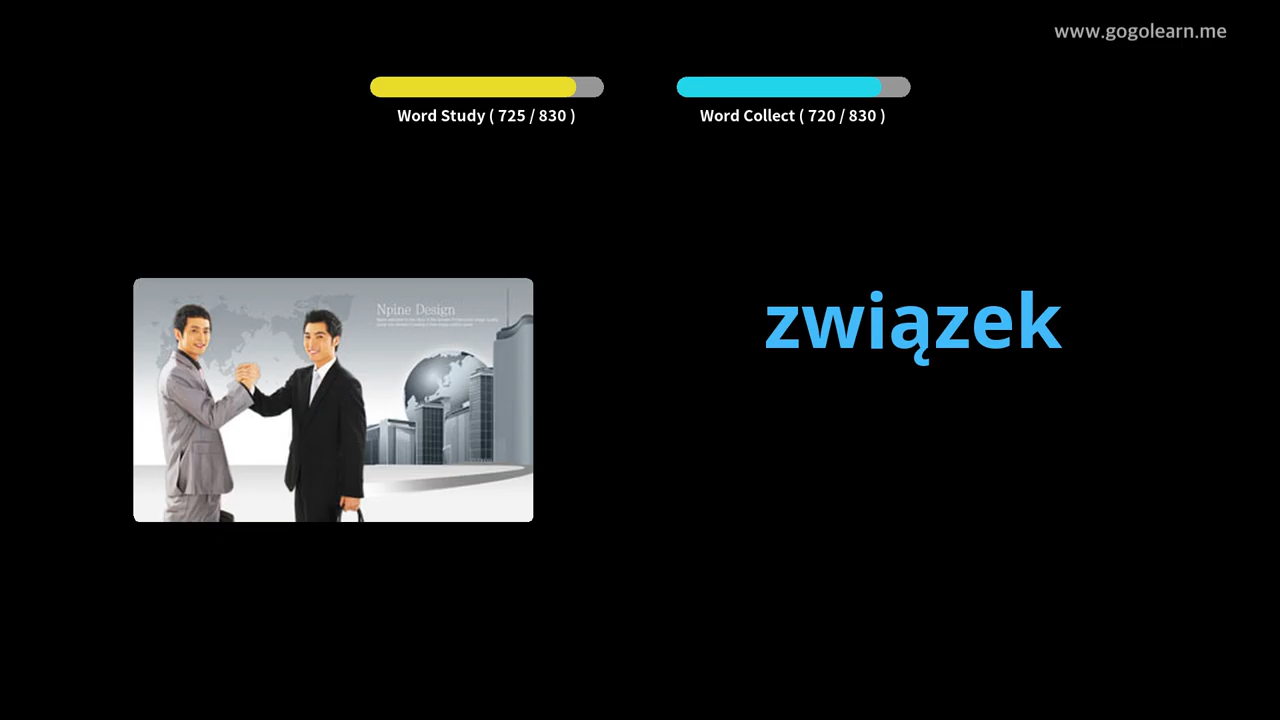 www.gogolearn.me
Word Study ( 725 / 830 )
Word Collect ( 720 / 830 )
Npine Design
związek